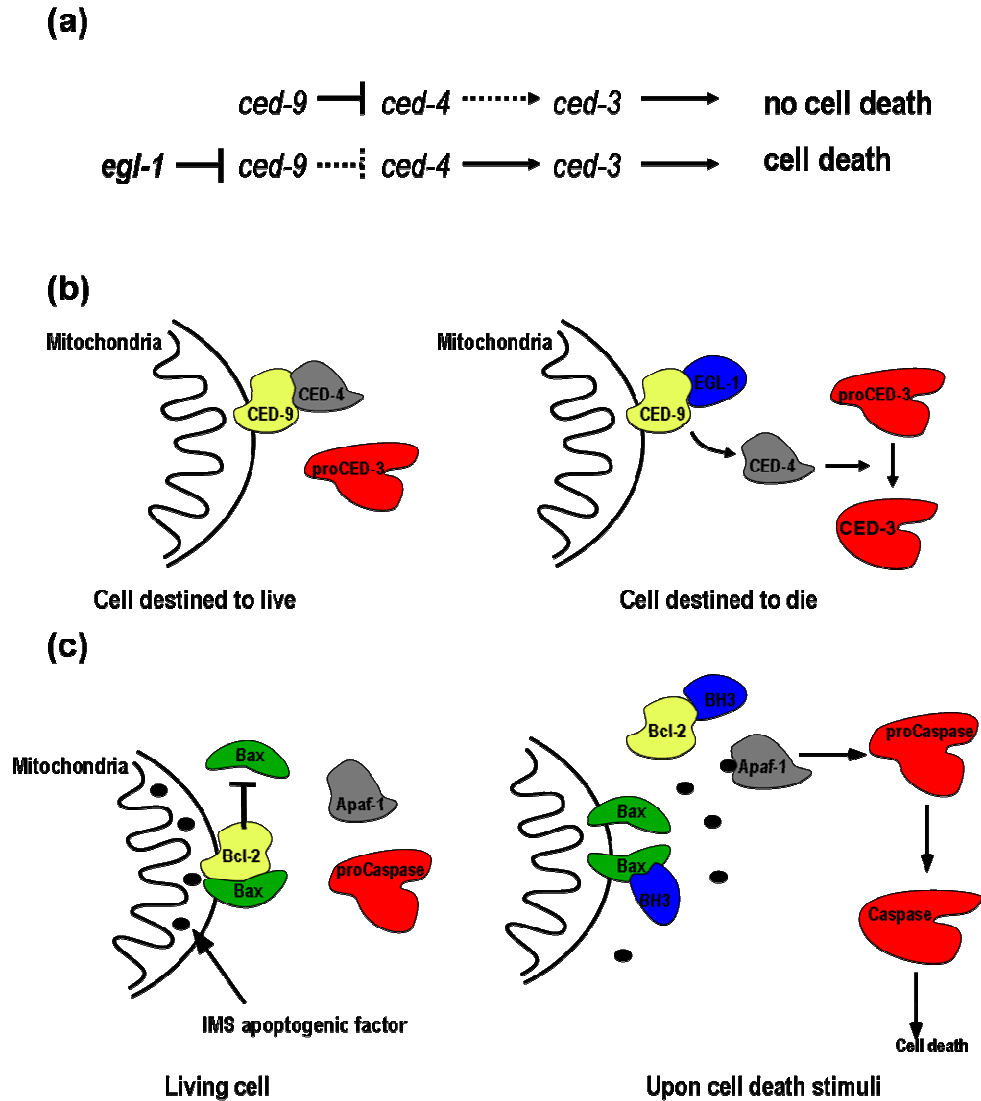 (a)
ced-9 ced-4 ced-3 no cell death
egl-1 ced-9 ced-4 ced-3 cell death
(b)
Mitochondria
CED-9
CED-4
proCED-3
Cell destined to live
Mitochondria
CED-9
EGL-1
CED-4
proCED-3
CED-3
Cell destined to die
(c)
Mitochondria
Bax
Bcl-2
Bax
Apaf-1
proCaspase
IMS apoptogenic factor
Living cell
BH3
Bcl-2
Apaf-1
proCaspase
Bax
Bax
BH3
Caspase
Cell death
Upon cell death stimuli